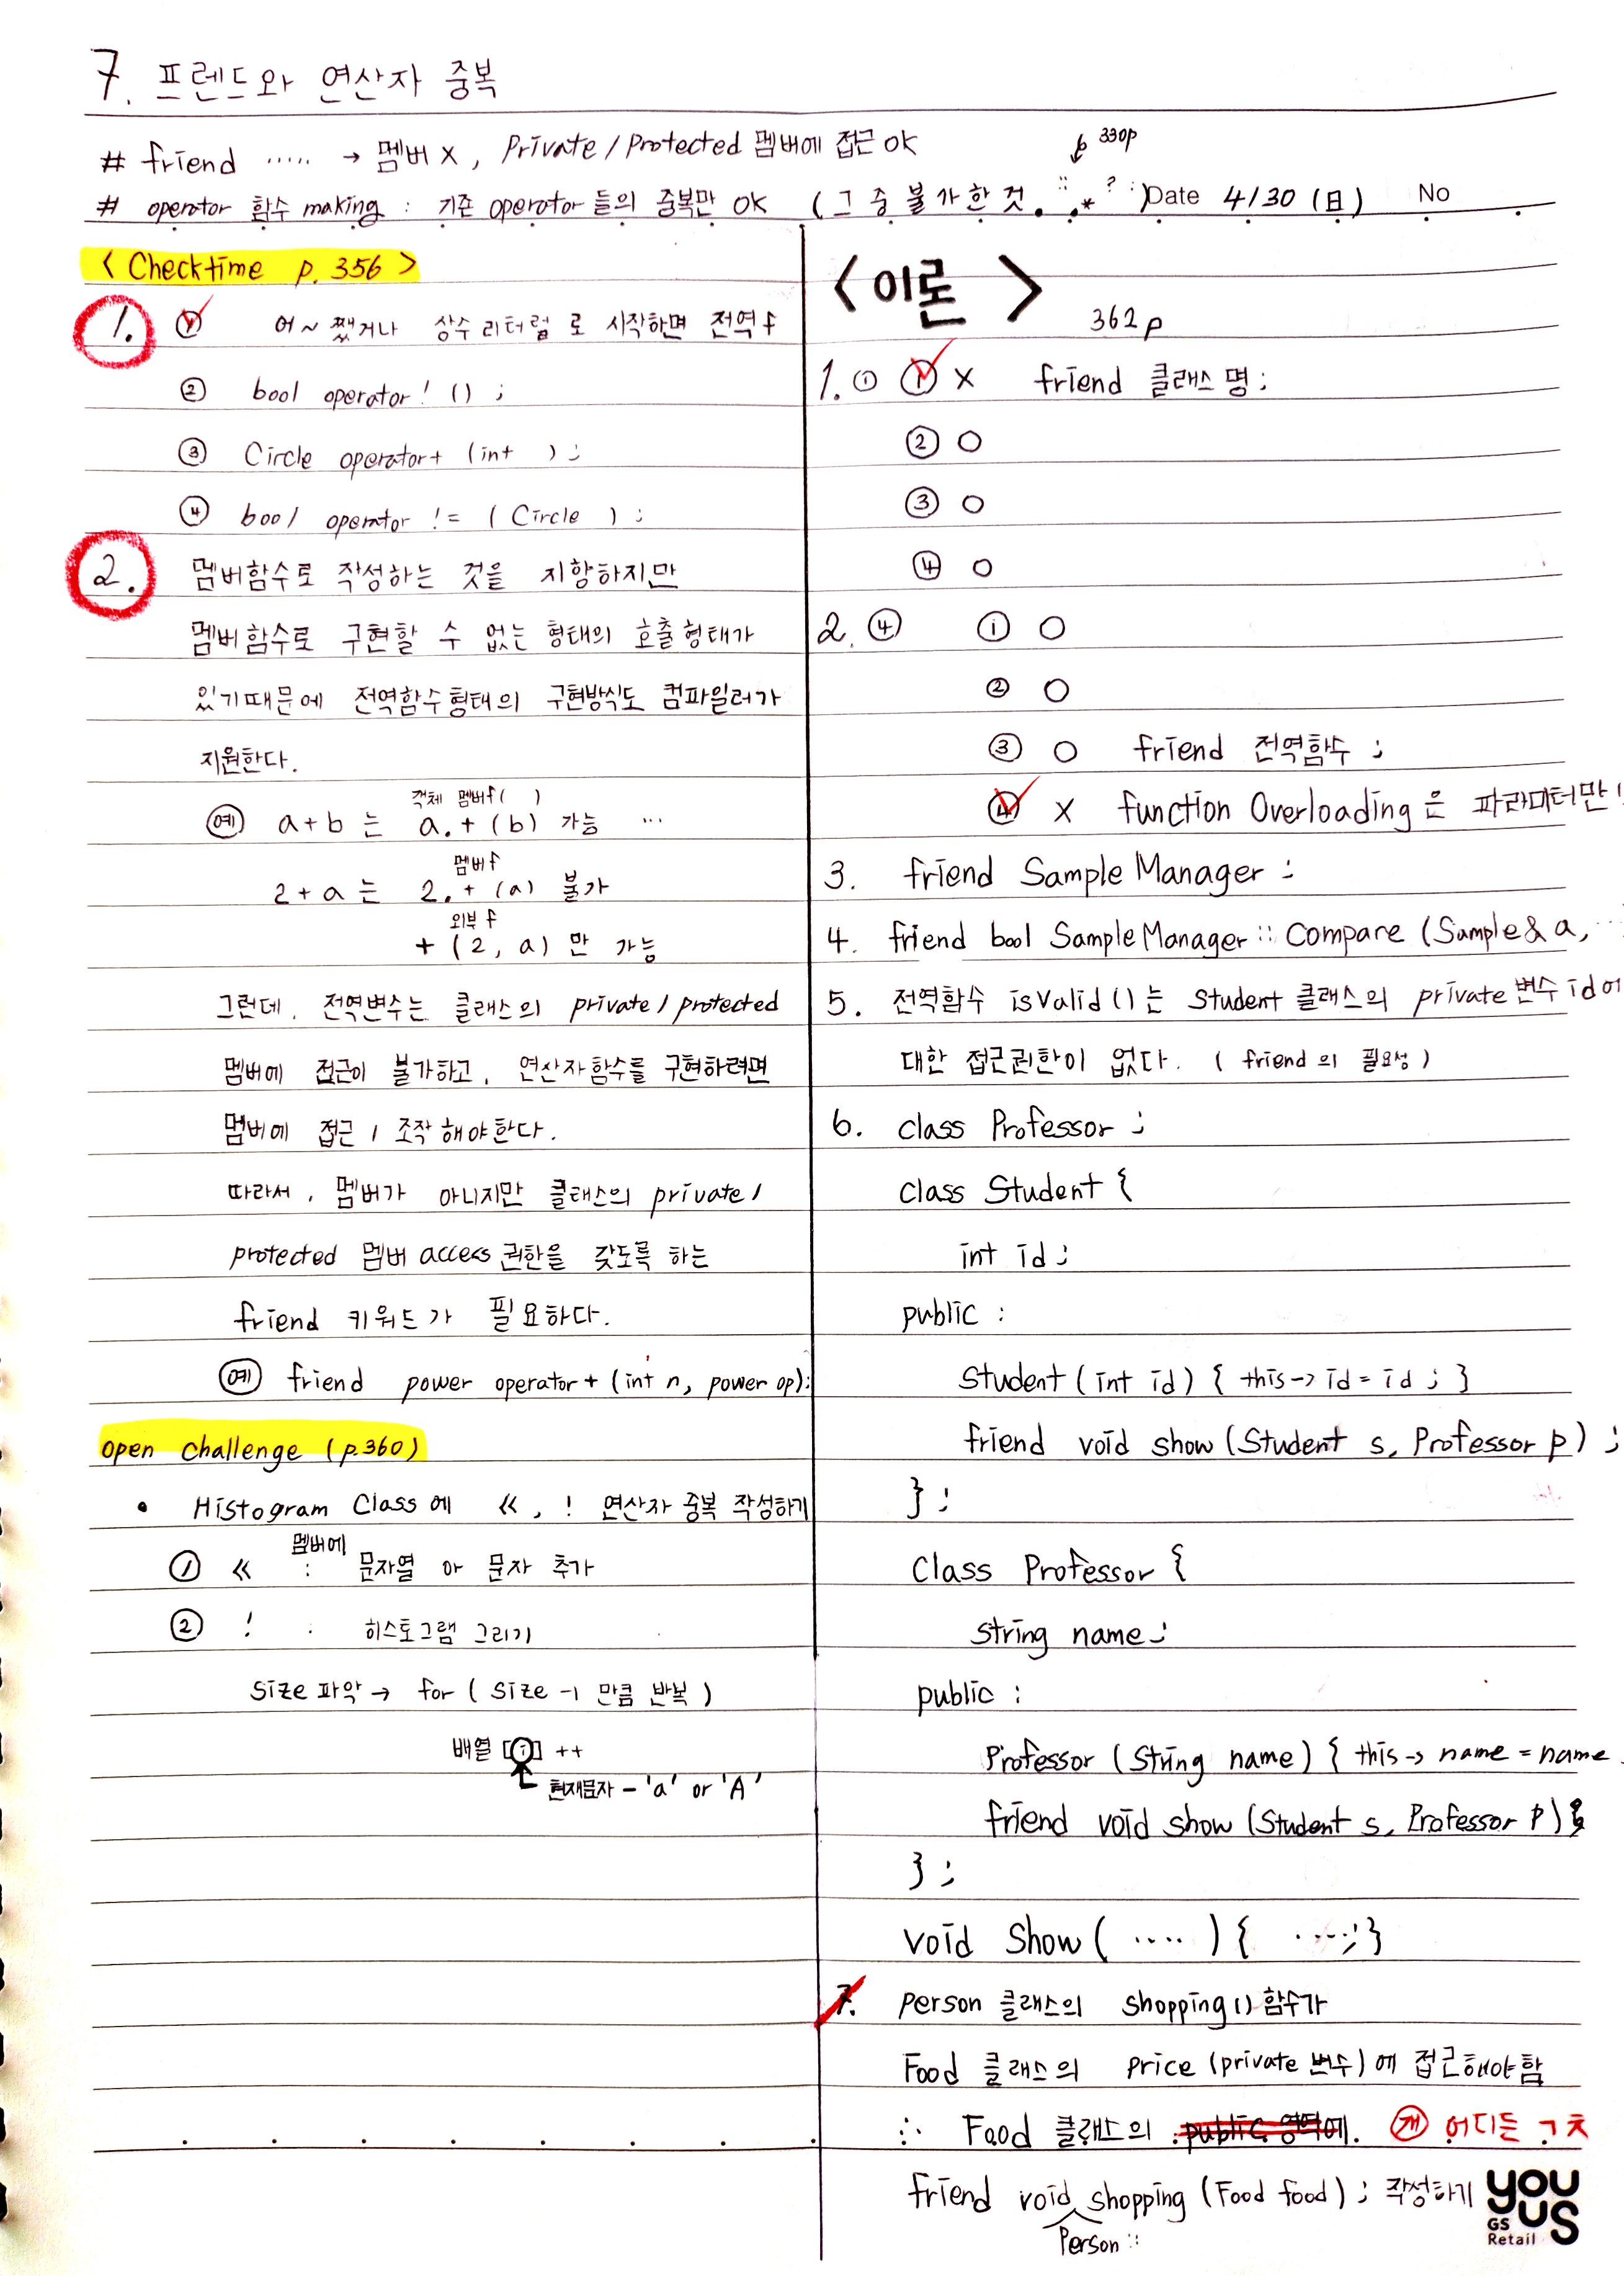 7. 프렌드와 연산자 중복
# friend ..... → 멤버 X, Private / Protected 멤버에 접근 OK
330p
# operator 함수 making : 기존 operator 들의 중복만 OK ( 그 중 불가한 것 . .* :: ? : ) Date 4/30 (日) No
< Checktime p. 356 >
1. ① 어~쨌거나 상수 리터럴 로 시작하면 전역 f
② bool operator! () ;
③ Circle operator+ (int ) ;
④ bool operator != ( Circle ) ;
2. 멤버함수로 작성하는 것을 지향하지만
멤버함수로 구현할 수 없는 형태의 호출형태가
있기때문에 전역함수형태의 구현방식도 컴파일러가
지원한다.
객체 멤버f( )
예) a+b 는 a.+(b) 가능 ...
멤버f
2+a 는 2.+(a) 불가
외부 f
+ (2, a) 만 가능
그런데, 전역변수는 클래스의 private / protected
멤버에 접근이 불가하고, 연산자함수를 구현하려면
멤버에 접근 / 조작해야한다.
따라서, 멤버가 아니지만 클래스의 private /
protected 멤버 access 권한을 갖도록 하는
friend 키워드가 필요하다.
예) friend power operator+ (int n, power op);
open challenge (p.360)
• Histogram Class에 <<, ! 연산자 중복 작성하기
멤버에
① << : 문자열 or 문자 추가
② ! : 히스토그램 그리기
size 파악 → for ( size -1 만큼 반복 )
배열 [i] ++
현재문자 - 'a' or 'A'
< 이론 >
362 p
1. ① ① X friend 클래스 명;
② O
③ O
④ O
2. ④ ① O
② O
③ O friend 전역함수 ;
④ X function Overloading은 파라미터만!
3. friend SampleManager ;
4. friend bool SampleManager :: Compare (Sample& a, ...
5. 전역함수 isValid ()는 Student 클래스의 private 변수 id에
대한 접근권한이 없다. ( friend 의 필요성 )
6. class Professor ;
class Student {
int id ;
public :
Student ( int id ) { this → id = id ; }
friend void show (Student s, Professor p) ;
} ;
Class Professor {
string name ;
public :
Professor ( String name ) { this → name = name
friend void show (Student s, Professor p) ;
} ;
void Show ( .... ) { ....; }
7. person 클래스의 shopping() 함수가
Food 클래스의 price (private 변수)에 접근해야함
∴ Food 클래스의 public 영역에. 걔 어디든 ㄱㅊ
friend void shopping (Food food) ; 작성하기
Person ::
you us
GS Retail